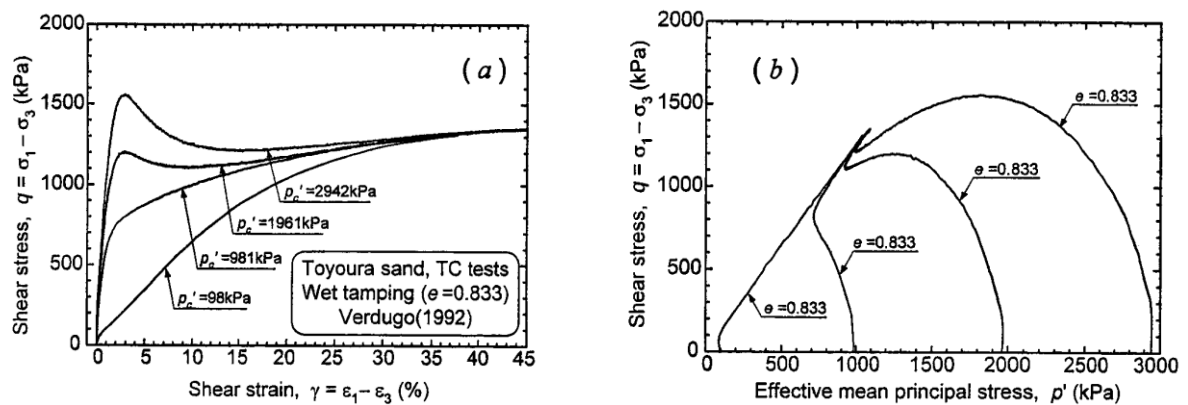 (a)
2000
1500
1000
500
0
Shear stress, q = σ₁ − σ₃ (kPa)
pc' =2942kPa
pc' =1961kPa
pc' =981kPa
pc' =98kPa
Toyoura sand, TC tests
Wet tamping (e=0.833)
Verdugo(1992)
0 5 10 15 20 25 30 35 40 45
Shear strain, γ = ε₁− ε₃ (%)
(b)
2000
1500
1000
500
0
Shear stress, q = σ₁ − σ₃ (kPa)
e=0.833
e=0.833
e=0.833
e=0.833
0 500 1000 1500 2000 2500 3000
Effective mean principal stress, p' (kPa)